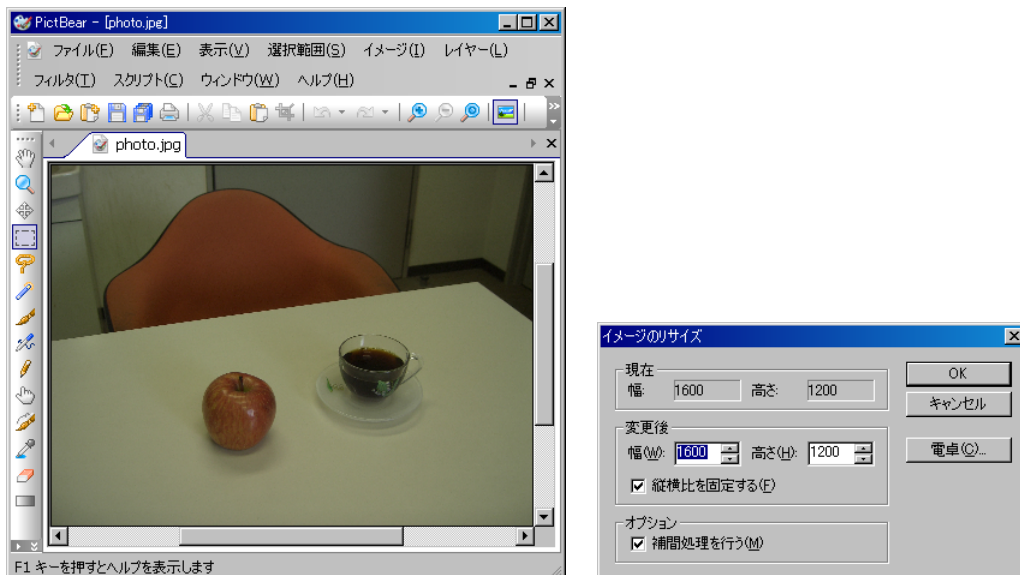 PictBear - [photo.jpg]
ファイル(F) 編集(E) 表示(V) 選択範囲(S) イメージ(I) レイヤー(L)
フィルタ(T) スクリプト(C) ウィンドウ(W) ヘルプ(H)
photo.jpg
F1 キーを押すとヘルプを表示します
イメージのリサイズ
現在
幅: 1600 高さ: 1200
変更後
幅(W): 1600 高さ(H): 1200
縦横比を固定する(F)
オプション
補間処理を行う(M)
OK
キャンセル
電卓(C)...